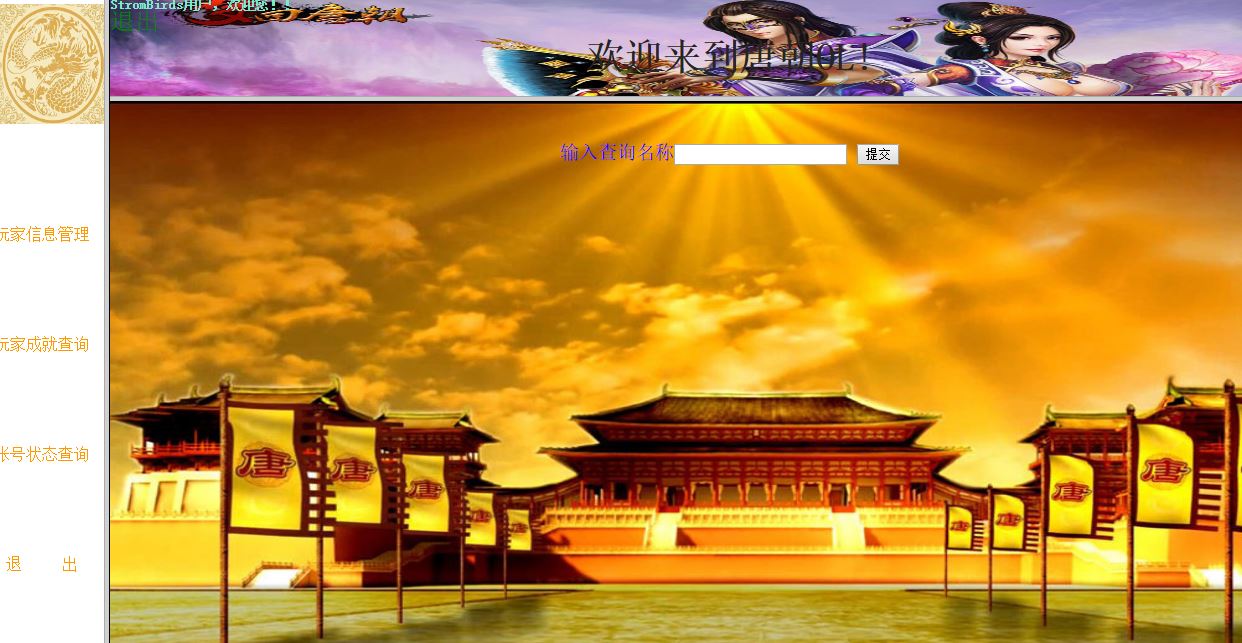 StromBirds用户，欢迎您！！
退出
欢迎来到唐朝OL！
输入查询名称
提交
玩家信息管理
玩家成就查询
帐号状态查询
退 出
唐
唐
唐
唐
唐
唐
唐
唐
唐